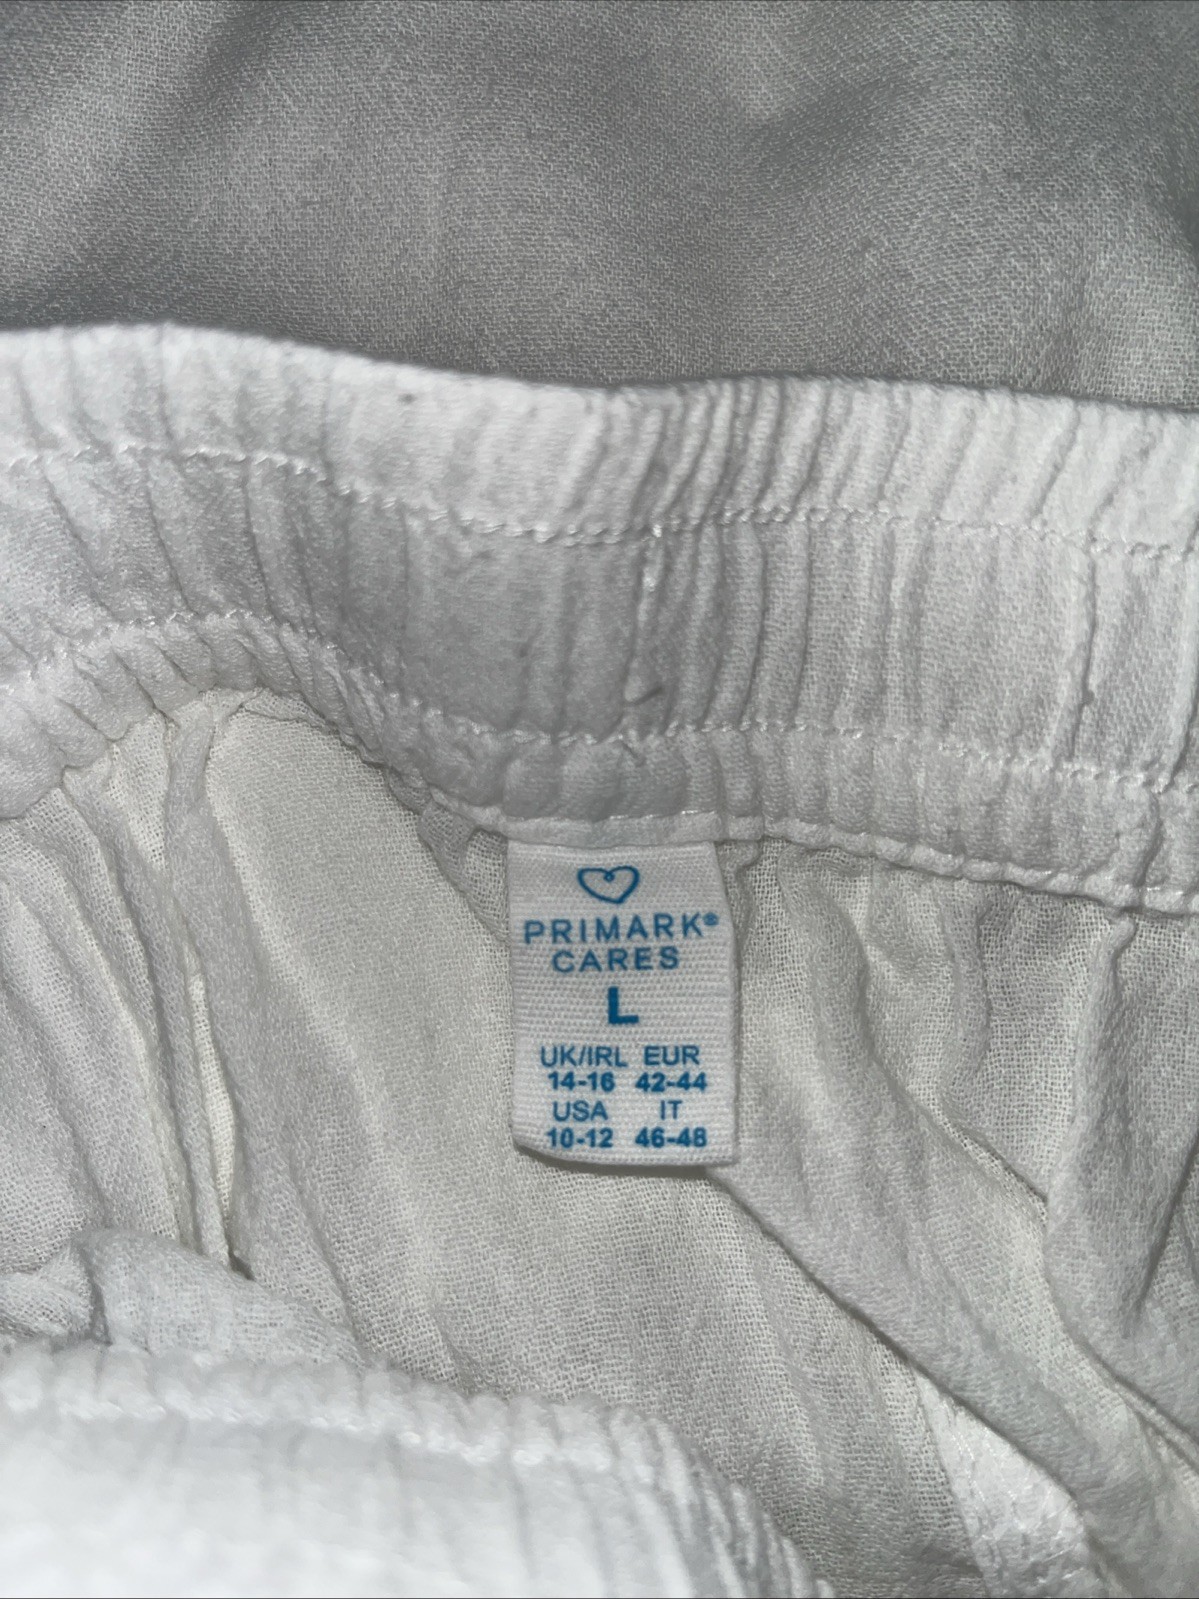 PRIMARK®
CARES
L
UK/IRL EUR
14-16 42-44
USA IT
10-12 46-48